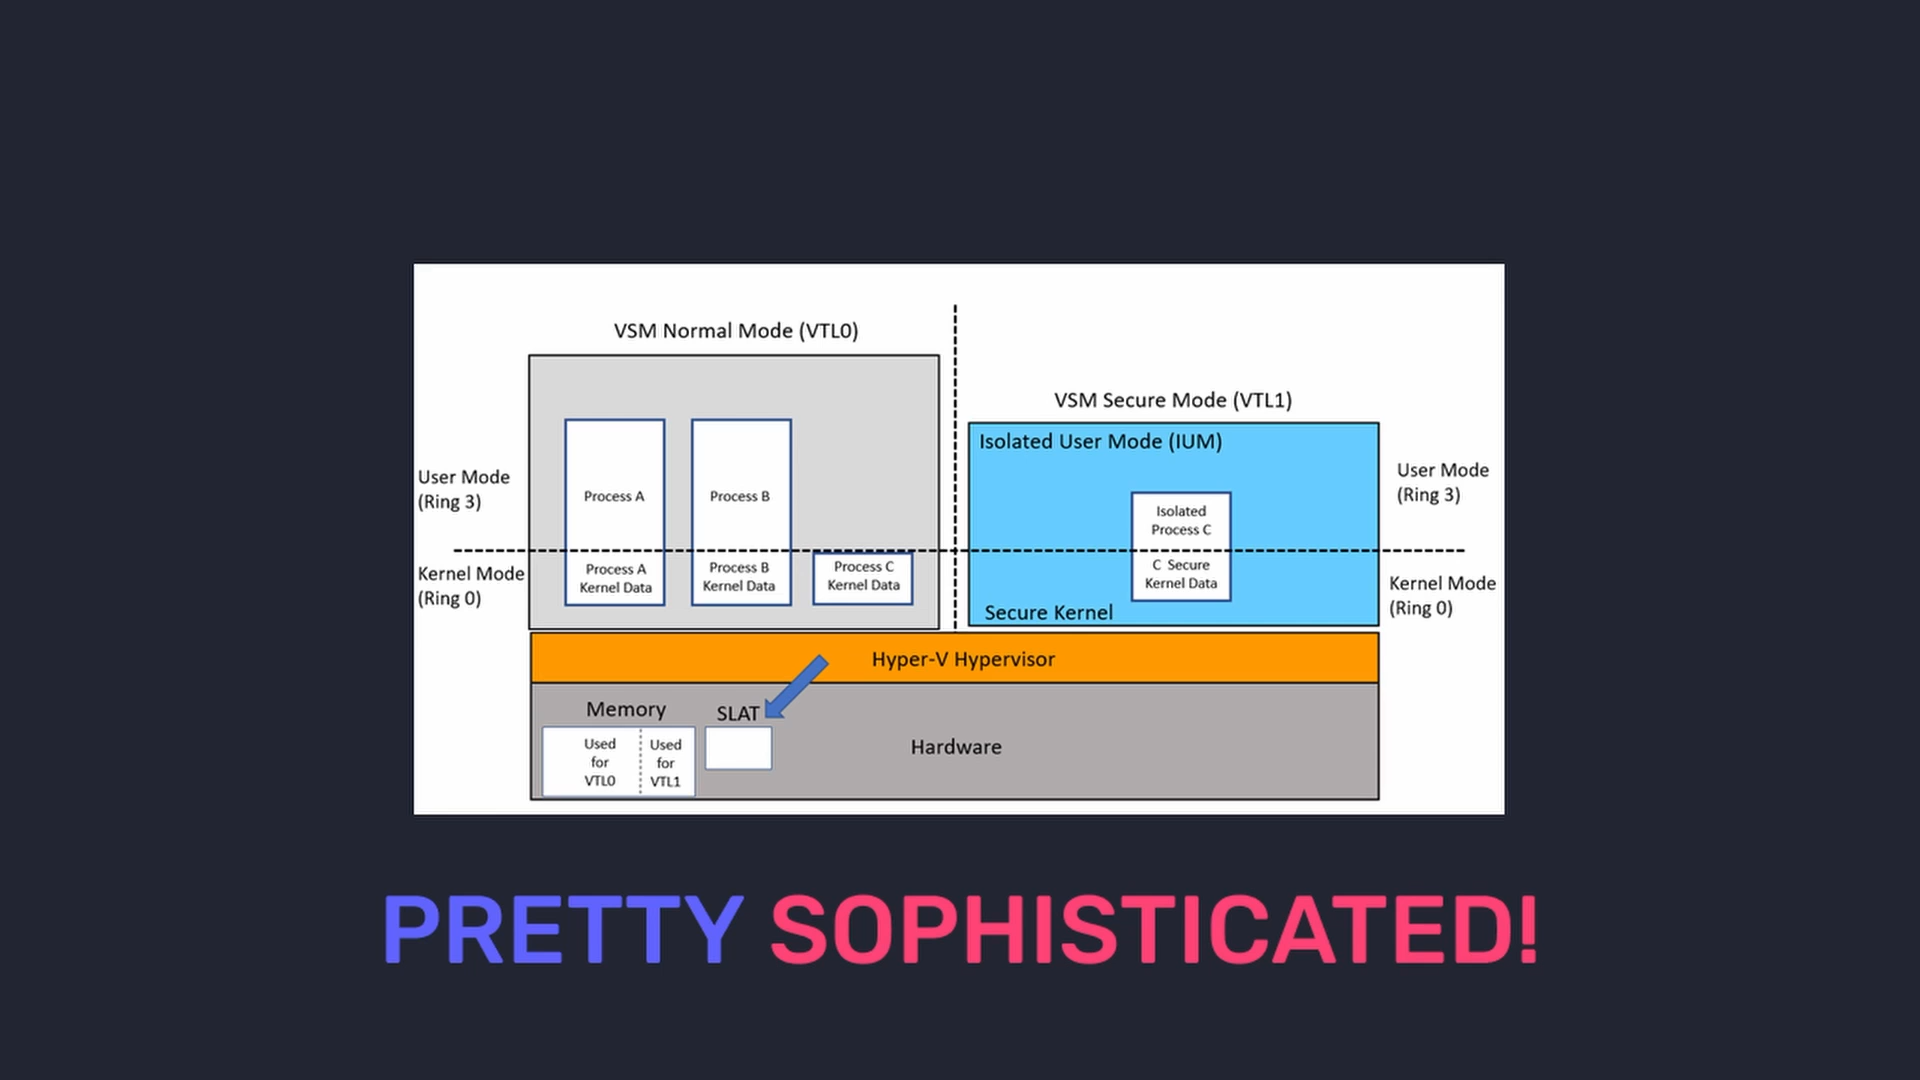 VSM Normal Mode (VTL0)
VSM Secure Mode (VTL1)
Isolated User Mode (IUM)
User Mode
(Ring 3)
Process A
Process B
Isolated
Process C
User Mode
(Ring 3)
Kernel Mode
(Ring 0)
Process A
Kernel Data
Process B
Kernel Data
Process C
Kernel Data
C Secure
Kernel Data
Secure Kernel
Kernel Mode
(Ring 0)
Hyper-V Hypervisor
Memory
SLAT
Used
for
VTL0
Used
for
VTL1
Hardware
PRETTY SOPHISTICATED!